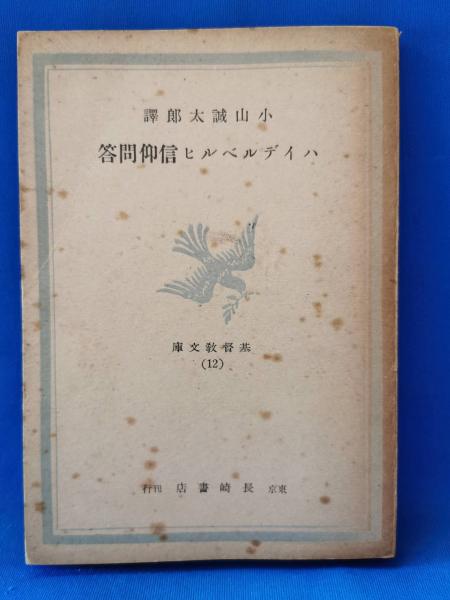 小山誠太郎譯
ハイデルベルヒ信仰問答
基督教文庫
(12)
東京 長崎書店 刊行